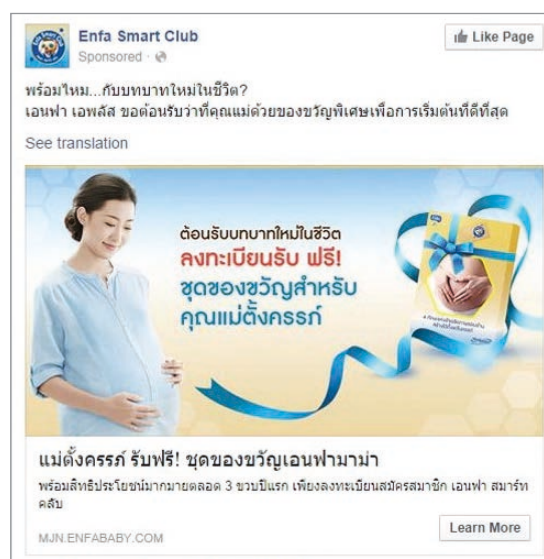 Enfa Smart Club
Sponsored ·
Like Page
พร้อมไหม...กับบทบาทใหม่ในชีวิต?
เอนฟา เอพลัส ขอต้อนรับว่าที่คุณแม่ด้วยของขวัญพิเศษเพื่อการเริ่มต้นที่ดีที่สุด
See translation
ต้อนรับบทบาทใหม่ในชีวิต
ลงทะเบียนรับ ฟรี!
ชุดของขวัญสำหรับ
คุณแม่ตั้งครรภ์
แม่ตั้งครรภ์ รับฟรี! ชุดของขวัญเอนฟามาม่า
พร้อมสิทธิประโยชน์มากมายตลอด 3 ขวบปีแรก เพียงลงทะเบียนสมัครสมาชิก เอนฟา สมาร์ท
คลับ
MJN.ENFABABY.COM
Learn More